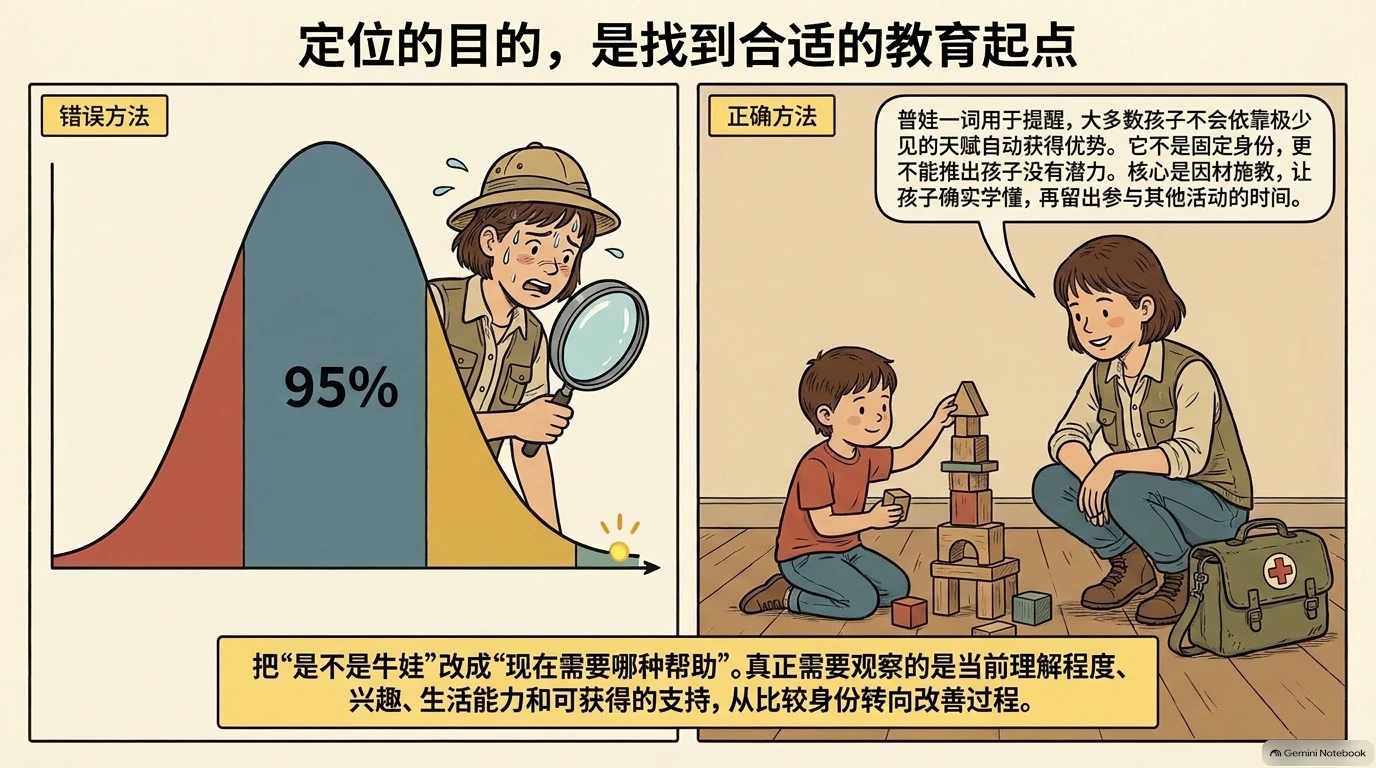 定位的目的，是找到合适的教育起点
错误方法
95%
正确方法
普娃一词用于提醒，大多数孩子不会依靠极少
见的天赋自动获得优势。它不是固定身份，更
不能推出孩子没有潜力。核心是因材施教，让
孩子确实学懂，再留出参与其他活动的时间。
把“是不是牛娃”改成“现在需要哪种帮助”。真正需要观察的是当前理解程度、
兴趣、生活能力和可获得的支持，从比较身份转向改善过程。
Gemini Notebook